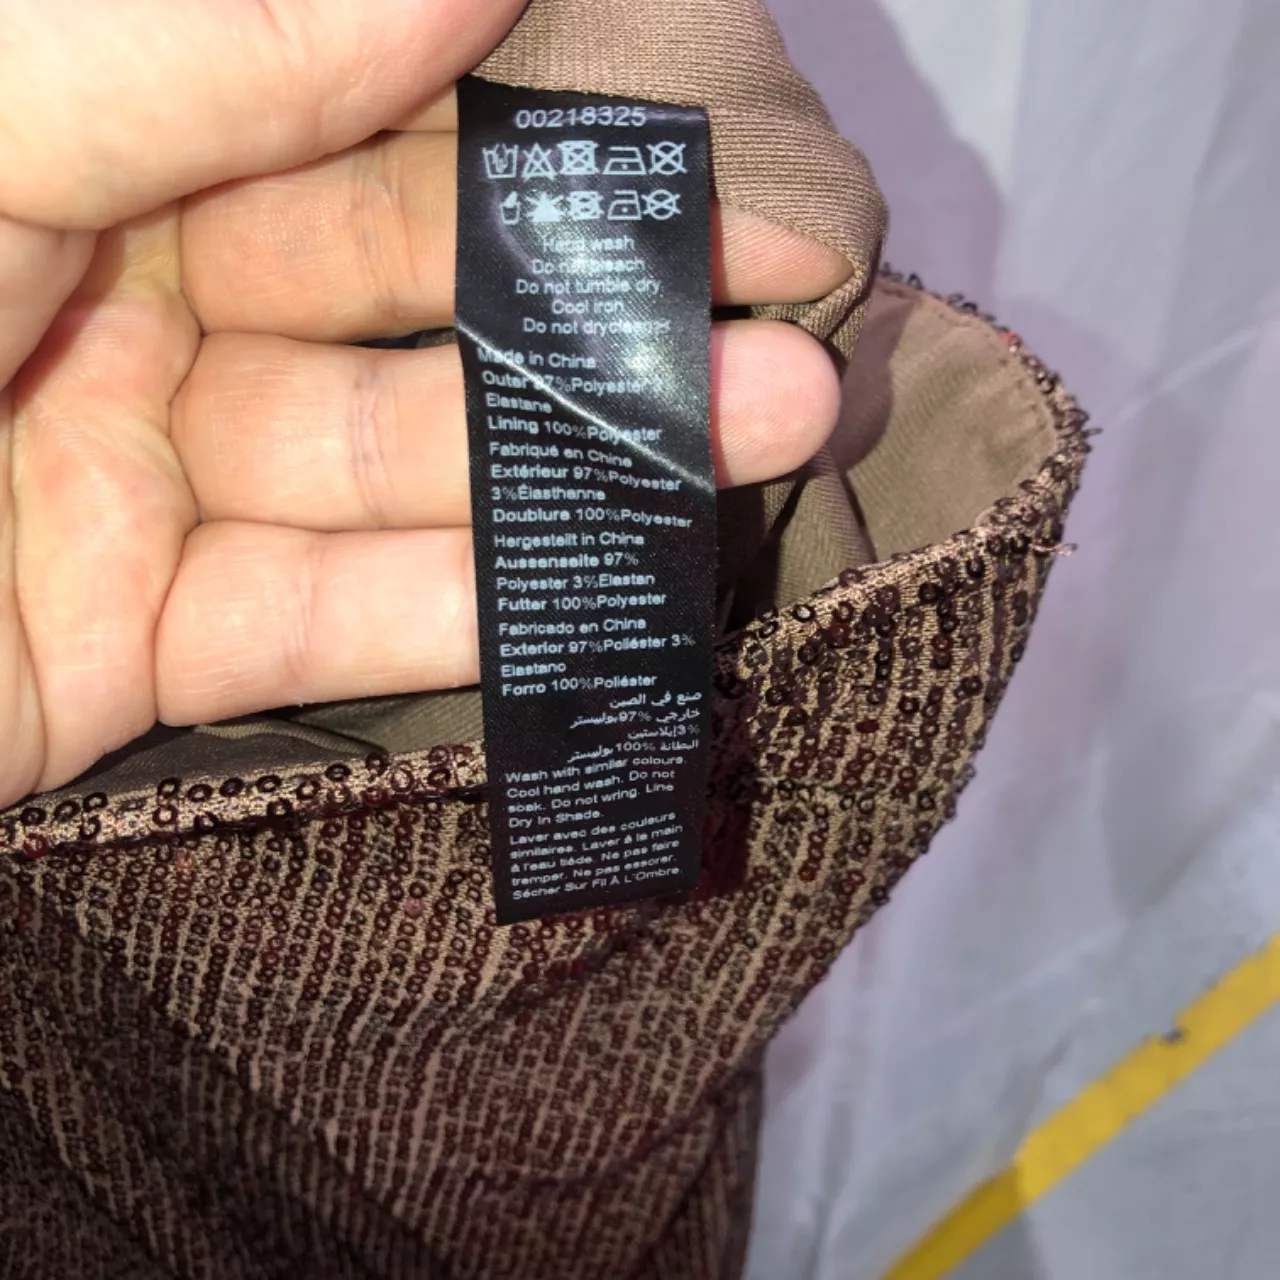 00218325
Hand wash
Do not bleach
Do not tumble dry
Cool iron
Do not dryclean
Made in China
Outer 97%Polyester 3
Elastane
Lining 100%Polyester
Fabriqué en Chine
Extérieur 97%Polyester
3%Élasthanne
Doublure 100%Polyester
Hergestellt in China
Aussenseite 97%
Polyester 3%Elastan
Futter 100%Polyester
Fabricado en China
Exterior 97%Poliéster 3%
Elastano
Forro 100%Poliéster
صنع في الصين
خارجي 97% بوليستر
3% إيلاستين
البطانة 100% بوليستر
Wash with similar colours.
Cool hand wash. Do not
soak. Do not wring. Line
Dry In Shade.
Laver avec des couleurs
similaires. Laver à la main
à l'eau tiède. Ne pas faire
tremper. Ne pas essorer.
Sécher Sur Fil À L'Ombre.